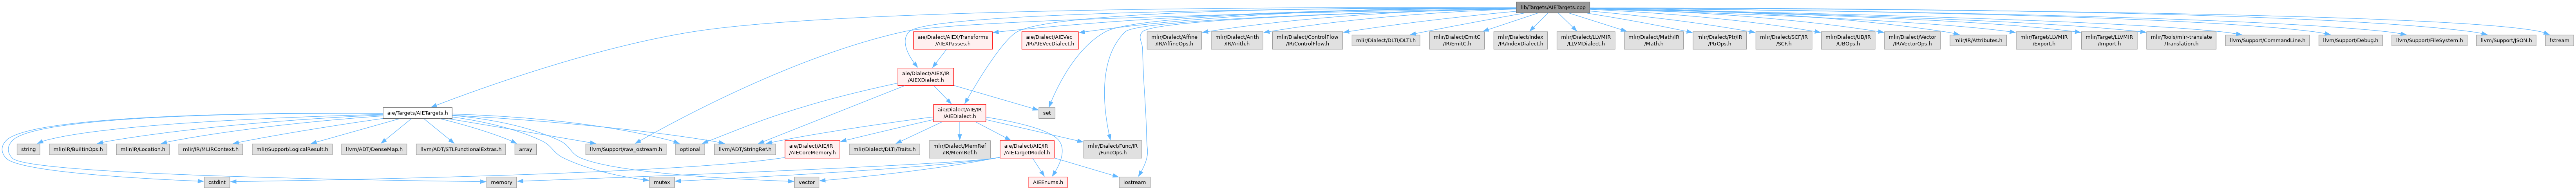 lib/Targets/AIETargets.cpp
aie/Dialect/AIEX/Transforms
/AIEXPasses.h
aie/Dialect/AIEVec
/IR/AIEVecDialect.h
mlir/Dialect/Affine
/IR/AffineOps.h
mlir/Dialect/Arith
/IR/Arith.h
mlir/Dialect/ControlFlow
/IR/ControlFlow.h
mlir/Dialect/DLTI/DLTI.h
mlir/Dialect/EmitC
/IR/EmitC.h
mlir/Dialect/Index
/IR/IndexDialect.h
mlir/Dialect/LLVMIR
/LLVMDialect.h
mlir/Dialect/Math/IR
/Math.h
mlir/Dialect/Ptr/IR
/PtrOps.h
mlir/Dialect/SCF/IR
/SCF.h
mlir/Dialect/UB/IR
/UBOps.h
mlir/Dialect/Vector
/IR/VectorOps.h
mlir/IR/Attributes.h
mlir/Target/LLVMIR
/Export.h
mlir/Target/LLVMIR
/Import.h
mlir/Tools/mlir-translate
/Translation.h
llvm/Support/CommandLine.h
llvm/Support/Debug.h
llvm/Support/FileSystem.h
llvm/Support/JSON.h
fstream
aie/Dialect/AIEX/IR
/AIEXDialect.h
aie/Targets/AIETargets.h
aie/Dialect/AIE/IR
/AIEDialect.h
set
string
mlir/IR/BuiltinOps.h
mlir/IR/Location.h
mlir/IR/MLIRContext.h
mlir/Support/LogicalResult.h
llvm/ADT/DenseMap.h
llvm/ADT/STLFunctionalExtras.h
array
llvm/Support/raw_ostream.h
optional
llvm/ADT/StringRef.h
aie/Dialect/AIE/IR
/AIECoreMemory.h
mlir/Dialect/DLTI/Traits.h
mlir/Dialect/MemRef
/IR/MemRef.h
aie/Dialect/AIE/IR
/AIETargetModel.h
mlir/Dialect/Func/IR
/FuncOps.h
cstdint
memory
mutex
vector
AIEEnums.h
iostream